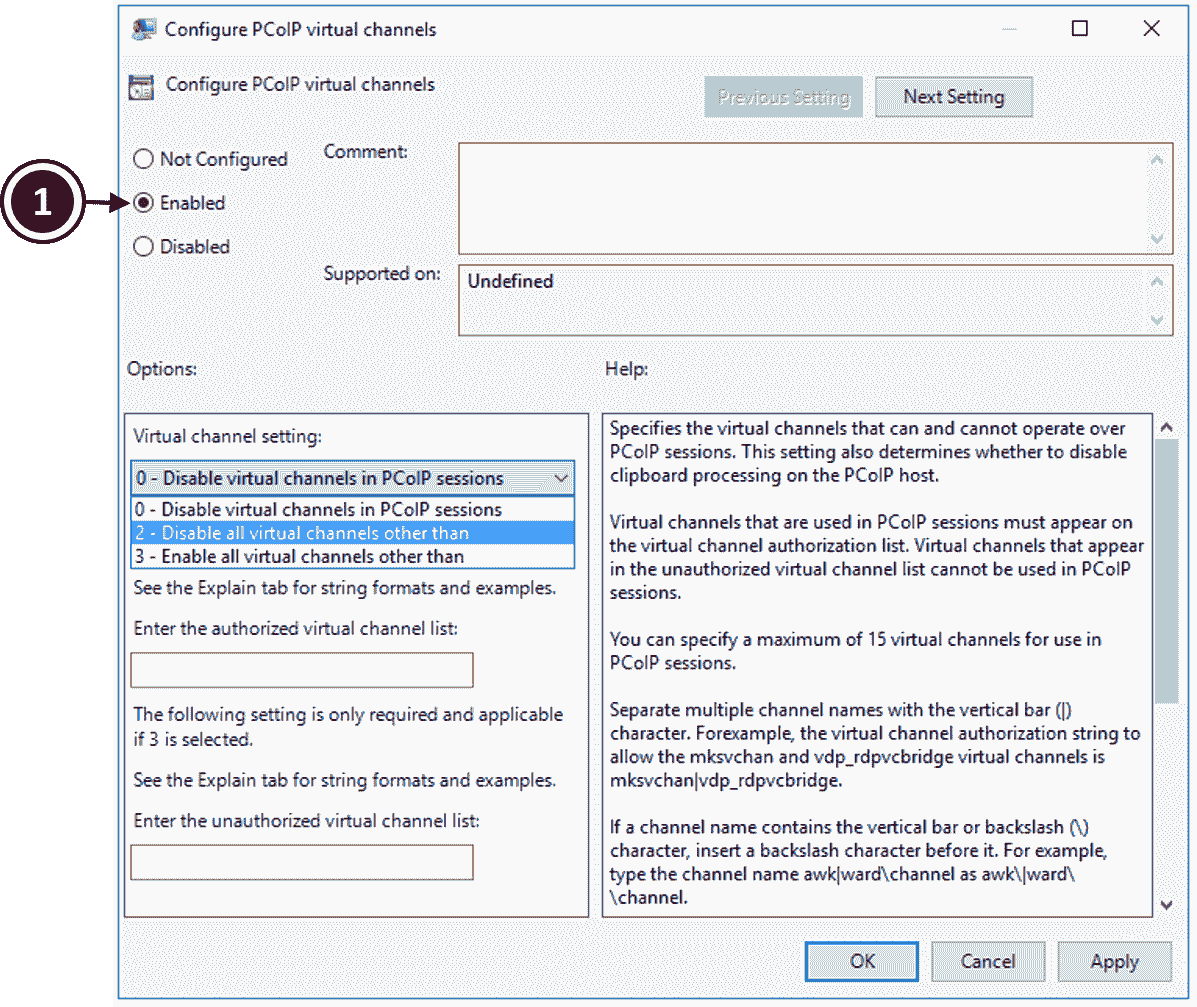 Configure PCoIP virtual channels
Configure PCoIP virtual channels
Previous Setting
Next Setting
Not Configured
Comment:
1
Enabled
Disabled
Supported on:
Undefined
Options:
Help:
Virtual channel setting:
0 - Disable virtual channels in PCoIP sessions
0 - Disable virtual channels in PCoIP sessions
2 - Disable all virtual channels other than
3 - Enable all virtual channels other than
See the Explain tab for string formats and examples.
Enter the authorized virtual channel list:
The following setting is only required and applicable
if 3 is selected.
See the Explain tab for string formats and examples.
Enter the unauthorized virtual channel list:
Specifies the virtual channels that can and cannot operate over
PCoIP sessions. This setting also determines whether to disable
clipboard processing on the PCoIP host.
Virtual channels that are used in PCoIP sessions must appear on
the virtual channel authorization list. Virtual channels that appear
in the unauthorized virtual channel list cannot be used in PCoIP
sessions.
You can specify a maximum of 15 virtual channels for use in
PCoIP sessions.
Separate multiple channel names with the vertical bar (|)
character. Forexample, the virtual channel authorization string to
allow the mksvchan and vdp_rdpvcbridge virtual channels is
mksvchan|vdp_rdpvcbridge.
If a channel name contains the vertical bar or backslash (\)
character, insert a backslash character before it. For example,
type the channel name awk|ward\channel as awk\|ward\
\channel.
OK
Cancel
Apply